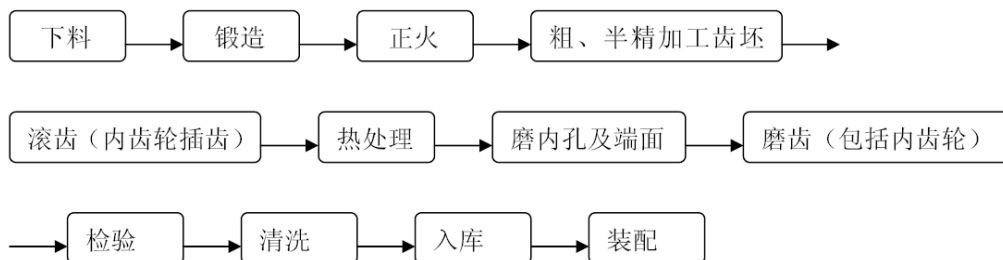 下料 锻造 正火 粗、半精加工齿坯
滚齿（内齿轮插齿） 热处理 磨内孔及端面 磨齿（包括内齿轮）
检验 清洗 入库 装配